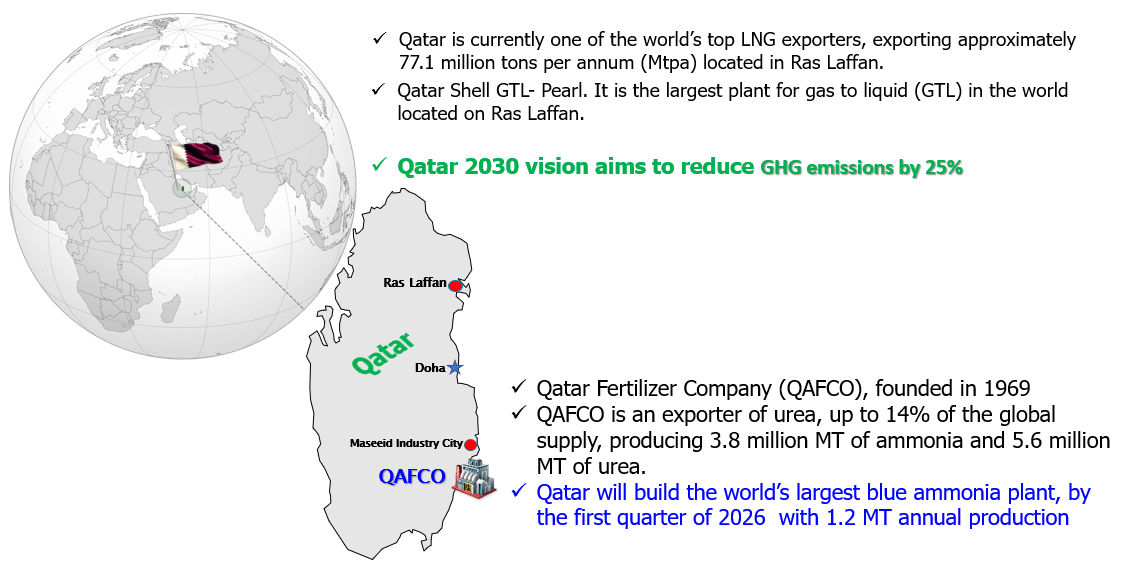 ✓ Qatar is currently one of the world's top LNG exporters, exporting approximately
77.1 million tons per annum (Mtpa) located in Ras Laffan.
✓ Qatar Shell GTL- Pearl. It is the largest plant for gas to liquid (GTL) in the world
located on Ras Laffan.
✓ Qatar 2030 vision aims to reduce GHG emissions by 25%
Ras Laffan
Qatar
Doha
Maseeid Industry City
QAFCO
✓ Qatar Fertilizer Company (QAFCO), founded in 1969
✓ QAFCO is an exporter of urea, up to 14% of the global
supply, producing 3.8 million MT of ammonia and 5.6 million
MT of urea.
✓ Qatar will build the world's largest blue ammonia plant, by
the first quarter of 2026 with 1.2 MT annual production